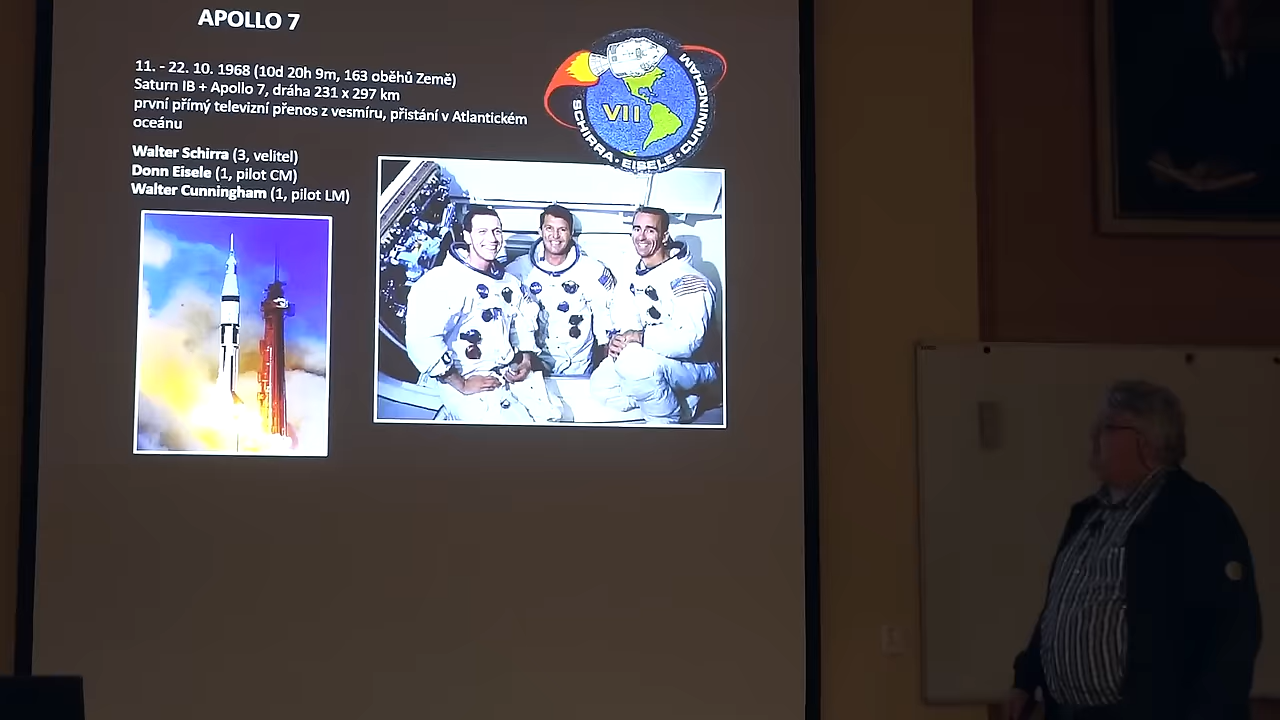 APOLLO 7
11. - 22. 10. 1968 (10d 20h 9m, 163 oběhů Země)
Saturn IB + Apollo 7, dráha 231 x 297 km
první přímý televizní přenos z vesmíru, přistání v Atlantickém
oceánu
Walter Schirra (3, velitel)
Donn Eisele (1, pilot CM)
Walter Cunningham (1, pilot LM)
VII
SCHIRRA • EISELE • CUNNINGHAM